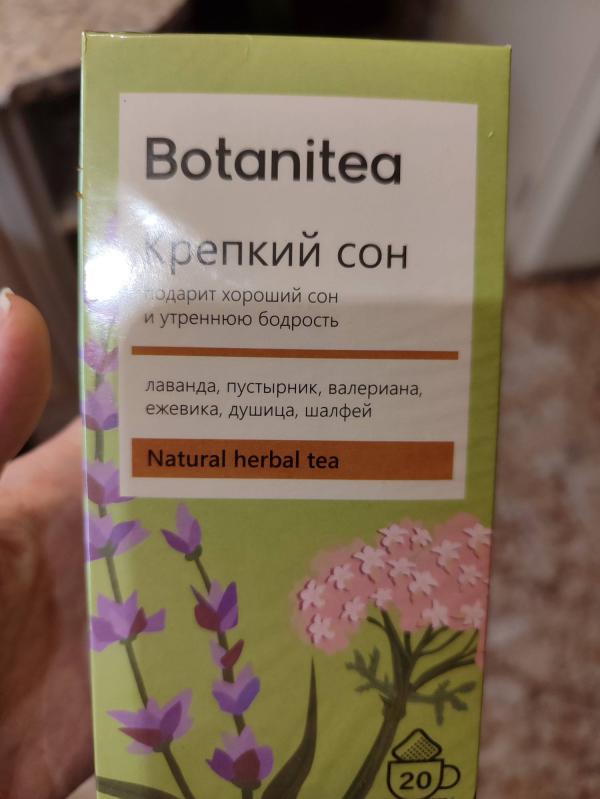 Botanitea
Крепкий сон
подарит хороший сон
и утреннюю бодрость
лаванда, пустырник, валериана,
ежевика, душица, шалфей
Natural herbal tea
20